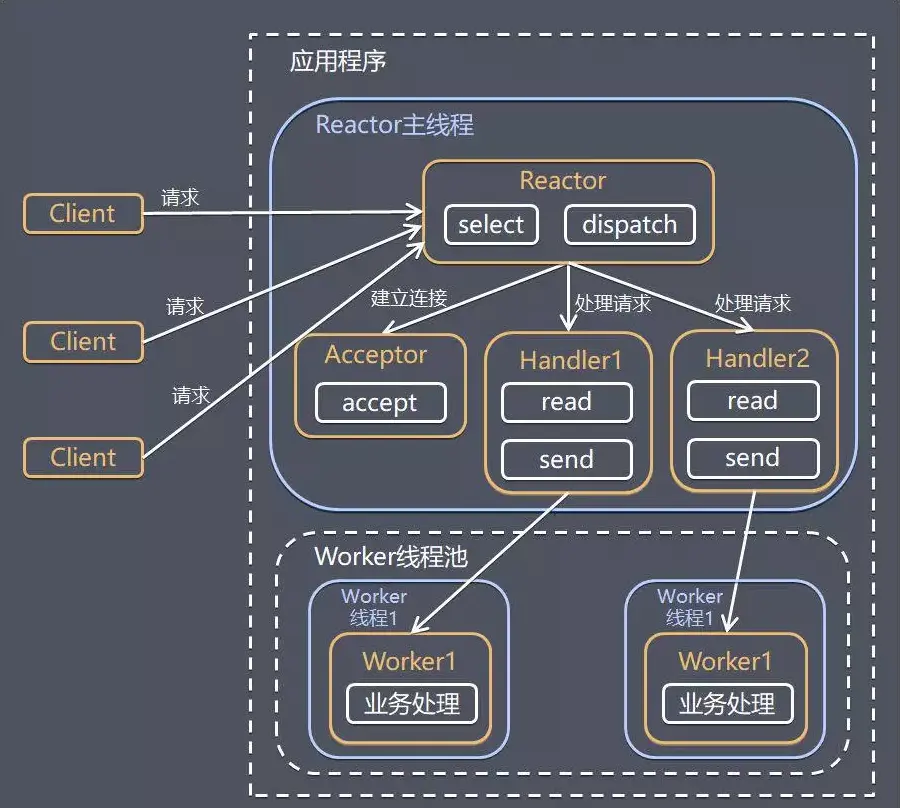 应用程序
Reactor主线程
Reactor
select
dispatch
Client
请求
Client
请求
Client
请求
建立连接
处理请求
处理请求
Acceptor
accept
Handler1
read
send
Handler2
read
send
Worker线程池
Worker
线程1
Worker1
业务处理
Worker
线程1
Worker1
业务处理